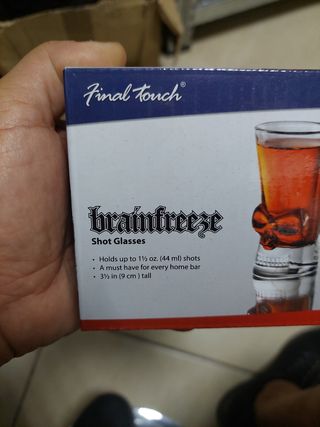 Final Touch®
brainfreeze
Shot Glasses
• Holds up to 1½ oz. (44 ml) shots
• A must have for every home bar
• 3½ in (9 cm ) tall